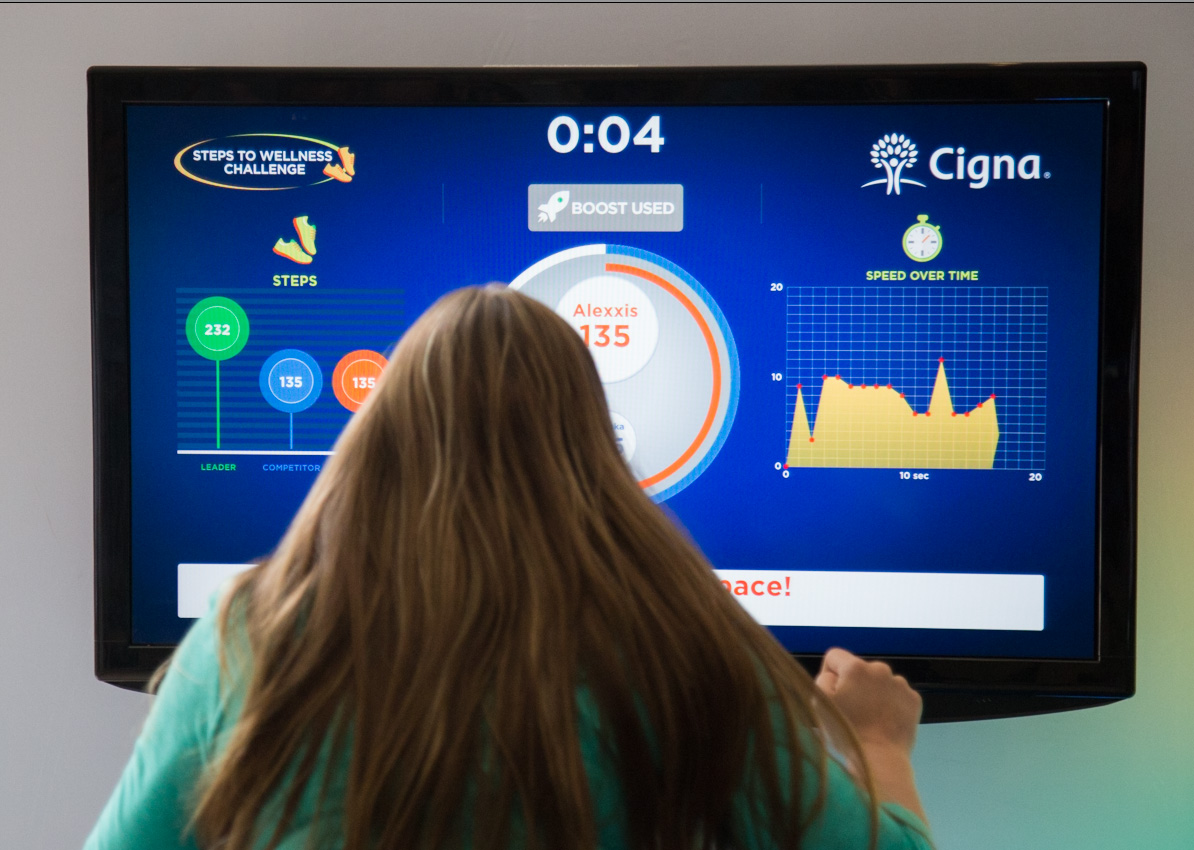 0:04
STEPS TO WELLNESS
CHALLENGE
Cigna®
BOOST USED
STEPS
SPEED OVER TIME
232
135
135
LEADER
COMPETITOR
Alexxis
135
20
10
0
0
10 sec
20